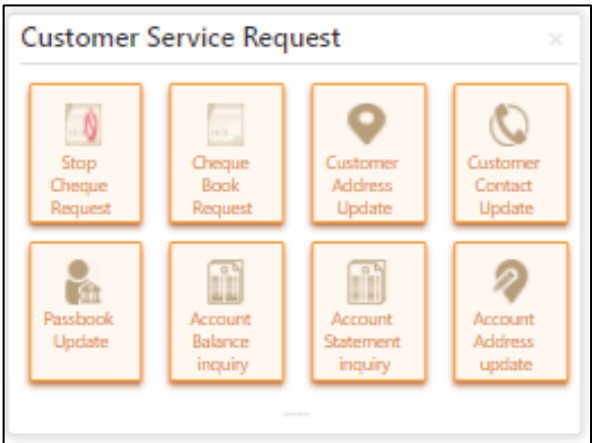 Customer Service Request
Stop
Cheque
Request
Cheque
Book
Request
Customer
Address
Update
Customer
Contact
Update
Passbook
Update
Account
Balance
inquiry
Account
Statement
inquiry
Account
Address
update